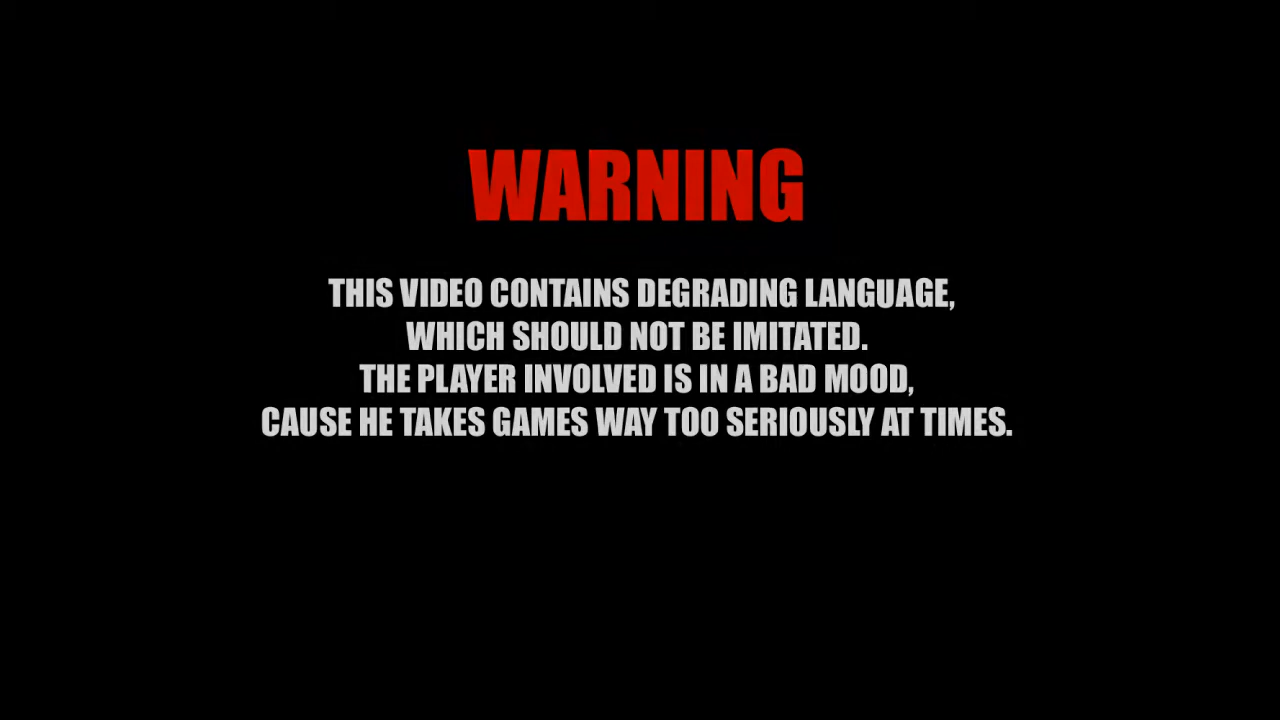 WARNING
THIS VIDEO CONTAINS DEGRADING LANGUAGE,
WHICH SHOULD NOT BE IMITATED.
THE PLAYER INVOLVED IS IN A BAD MOOD,
CAUSE HE TAKES GAMES WAY TOO SERIOUSLY AT TIMES.